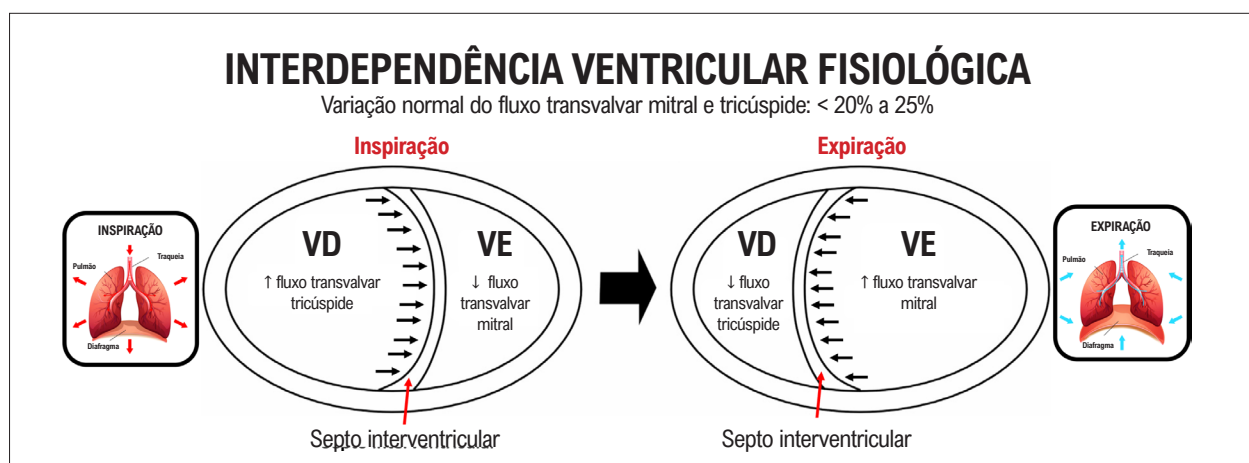 INTERDEPENDÊNCIA VENTRICULAR FISIOLÓGICA
Variação normal do fluxo transvalvar mitral e tricúspide: < 20% a 25%
Inspiração
INSPIRAÇÃO
Pulmão
Traqueia
Diafragma
VD
↑ fluxo transvalvar
tricúspide
VE
↓ fluxo
transvalvar
mitral
Septo interventricular
Expiração
VD
↓ fluxo
transvalvar
tricúspide
VE
↑ fluxo transvalvar
mitral
Septo interventricular
EXPIRAÇÃO
Pulmão
Traqueia
Diafragma